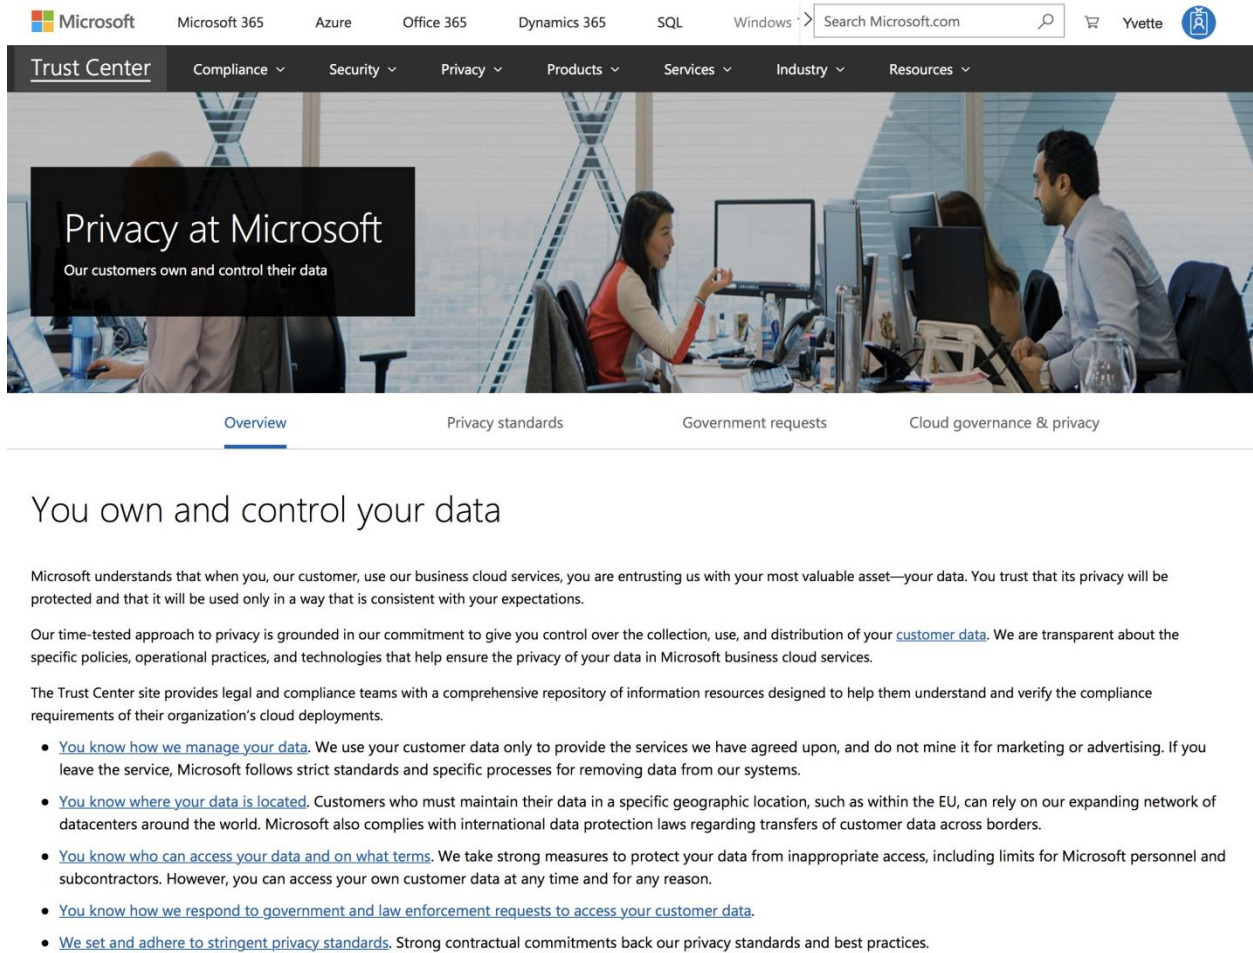 Microsoft Microsoft 365 Azure Office 365 Dynamics 365 SQL Windows Search Microsoft.com Yvette
Trust Center Compliance Security Privacy Products Services Industry Resources
Privacy at Microsoft
Our customers own and control their data
Overview Privacy standards Government requests Cloud governance & privacy
You own and control your data
Microsoft understands that when you, our customer, use our business cloud services, you are entrusting us with your most valuable asset—your data. You trust that its privacy will be
protected and that it will be used only in a way that is consistent with your expectations.
Our time-tested approach to privacy is grounded in our commitment to give you control over the collection, use, and distribution of your customer data. We are transparent about the
specific policies, operational practices, and technologies that help ensure the privacy of your data in Microsoft business cloud services.
The Trust Center site provides legal and compliance teams with a comprehensive repository of information resources designed to help them understand and verify the compliance
requirements of their organization's cloud deployments.
• You know how we manage your data. We use your customer data only to provide the services we have agreed upon, and do not mine it for marketing or advertising. If you
leave the service, Microsoft follows strict standards and specific processes for removing data from our systems.
• You know where your data is located. Customers who must maintain their data in a specific geographic location, such as within the EU, can rely on our expanding network of
datacenters around the world. Microsoft also complies with international data protection laws regarding transfers of customer data across borders.
• You know who can access your data and on what terms. We take strong measures to protect your data from inappropriate access, including limits for Microsoft personnel and
subcontractors. However, you can access your own customer data at any time and for any reason.
• You know how we respond to government and law enforcement requests to access your customer data.
• We set and adhere to stringent privacy standards. Strong contractual commitments back our privacy standards and best practices.